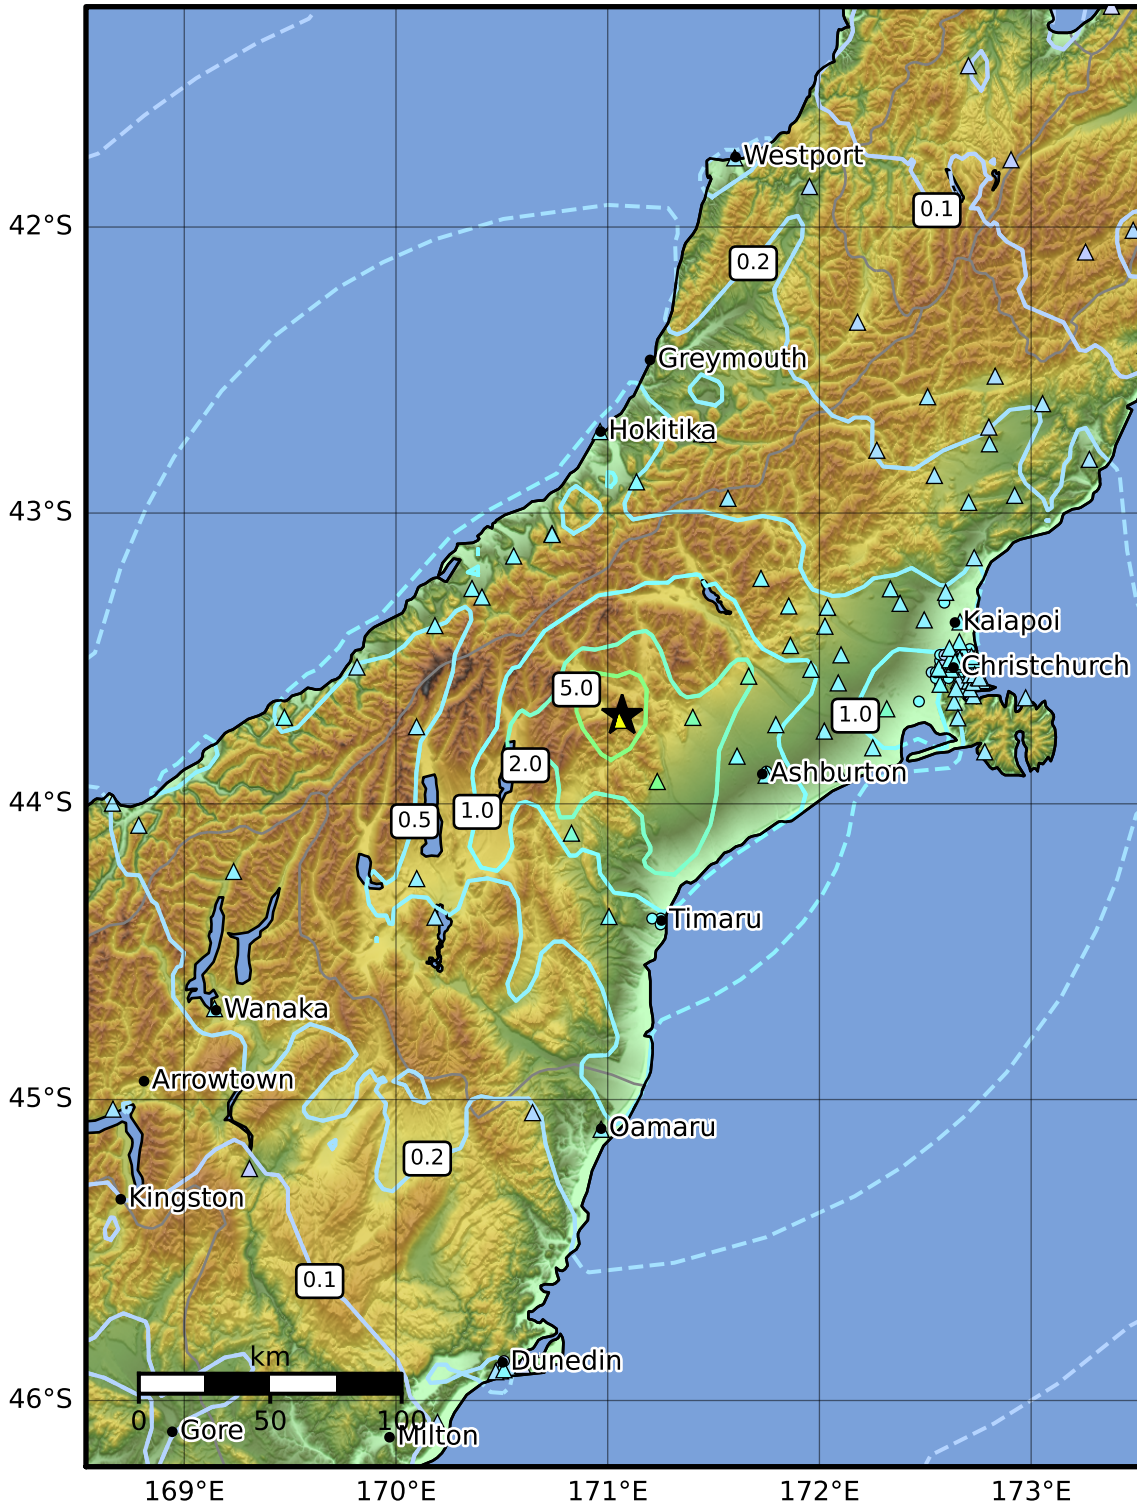 Westport
0.1
42°S
0.2
Greymouth
Hokitika
43°S
Kaiapoi
Christchurch
5.0
1.0
2.0
Ashburton
44°S
0.5
1.0
Timaru
Wanaka
Arrowtown
45°S
Oamaru
0.2
Kingston
0.1
km
Dunedin
46°S
0 50 100
Gore
Milton
169°E 170°E 171°E 172°E 173°E